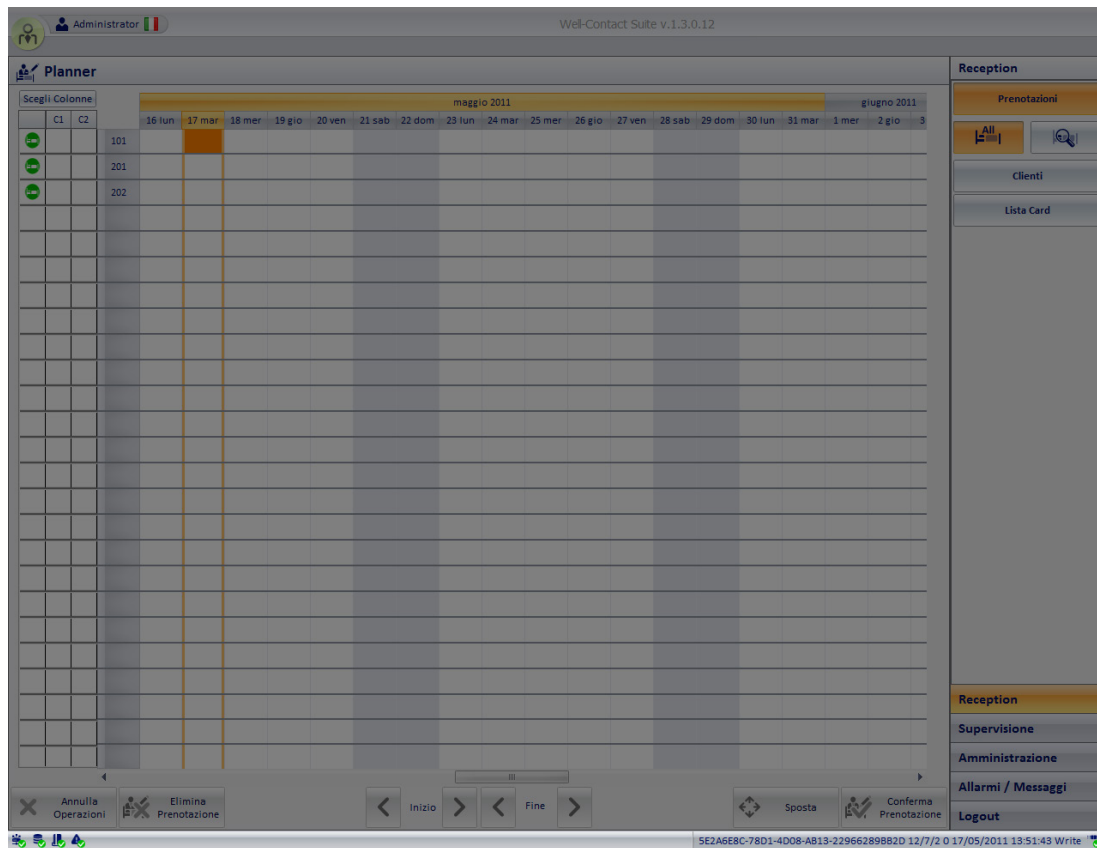 Administrator
Well-Contact Suite v.1.3.0.12
Planner
Reception
Scegli Colonne
maggio 2011
giugno 2011
Prenotazioni
C1 C2
16 lun 17 mar 18 mer 19 gio 20 ven 21 sab 22 dom 23 lun 24 mar 25 mer 26 gio 27 ven 28 sab 29 dom 30 lun 31 mar 1 mer 2 gio 3
All
101
201
202
Clienti
Lista Card
Reception
Supervisione
Amministrazione
Allarmi / Messaggi
Logout
Annulla
Operazioni
Elimina
Prenotazione
Inizio
Fine
Sposta
Conferma
Prenotazione
5E2A6E8C-78D1-4D08-AB13-22966289BB2D 12/7/2 0 17/05/2011 13:51:43 Write